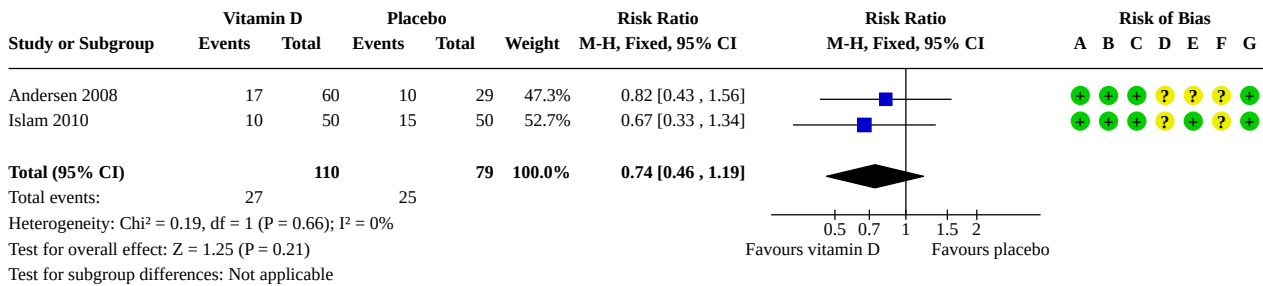 Vitamin D Placebo Risk Ratio Risk Ratio Risk of Bias
Study or Subgroup Events Total Events Total Weight M-H, Fixed, 95% CI M-H, Fixed, 95% CI A B C D E F G
Andersen 2008 17 60 10 29 47.3% 0.82 [0.43 , 1.56] + + + ? ? ? +
Islam 2010 10 50 15 50 52.7% 0.67 [0.33 , 1.34] + + + ? + ? +
Total (95% CI) 110 79 100.0% 0.74 [0.46 , 1.19]
Total events: 27 25
Heterogeneity: Chi² = 0.19, df = 1 (P = 0.66); I² = 0%
0.5 0.7 1 1.5 2
Test for overall effect: Z = 1.25 (P = 0.21) Favours vitamin D Favours placebo
Test for subgroup differences: Not applicable